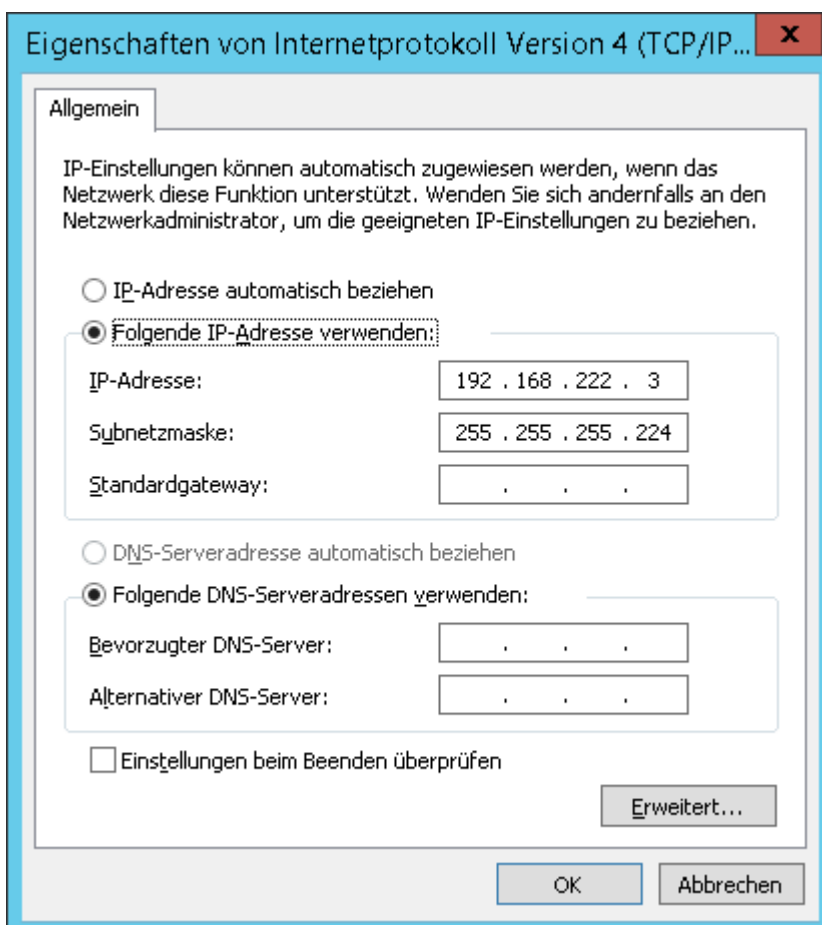 Eigenschaften von Internetprotokoll Version 4 (TCP/IP...
x
Allgemein
IP-Einstellungen können automatisch zugewiesen werden, wenn das
Netzwerk diese Funktion unterstützt. Wenden Sie sich andernfalls an den
Netzwerkadministrator, um die geeigneten IP-Einstellungen zu beziehen.
IP-Adresse automatisch beziehen
Folgende IP-Adresse verwenden:
IP-Adresse: 192 . 168 . 222 . 3
Subnetzmaske: 255 . 255 . 255 . 224
Standardgateway: . . .
DNS-Serveradresse automatisch beziehen
Folgende DNS-Serveradressen verwenden:
Bevorzugter DNS-Server: . . .
Alternativer DNS-Server: . . .
Einstellungen beim Beenden überprüfen
Erweitert...
OK Abbrechen